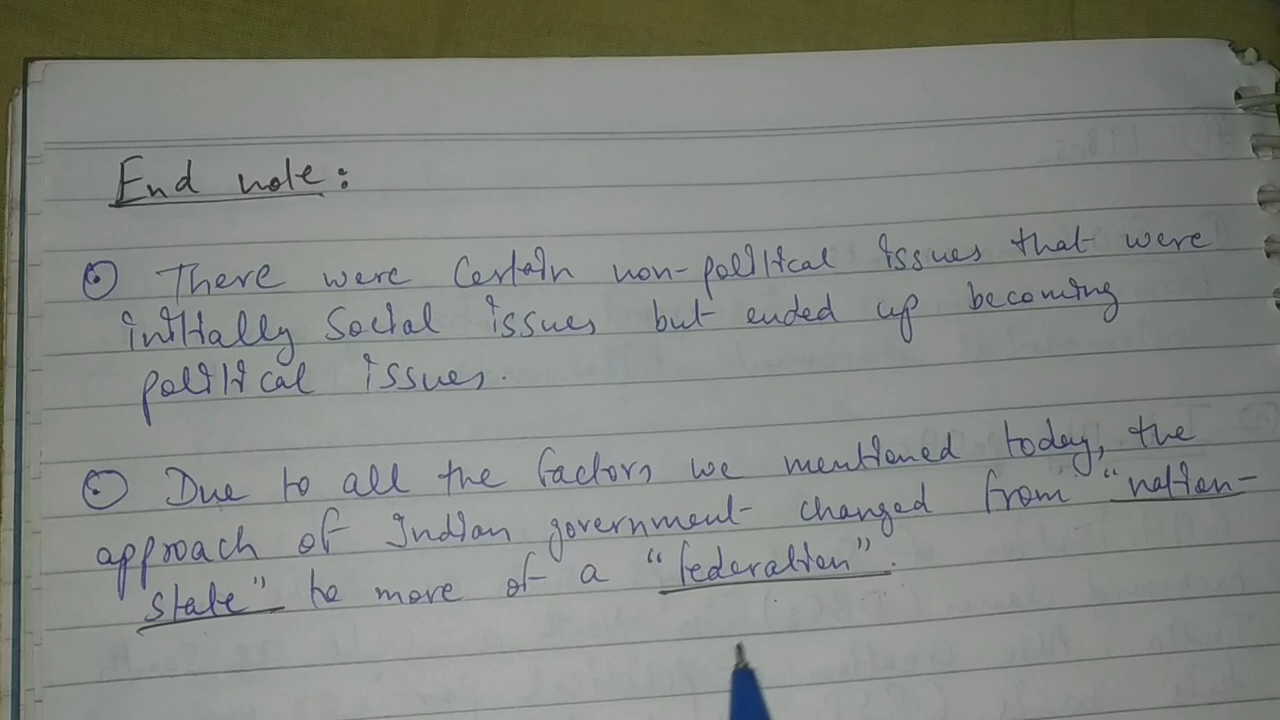 End note:
⊙ There were certain non-political issues that were
initially social issues but ended up becoming
political issues.
⊙ Due to all the factors we mentioned today, the
approach of Indian government changed from "nation-
state" to more of a "federation".